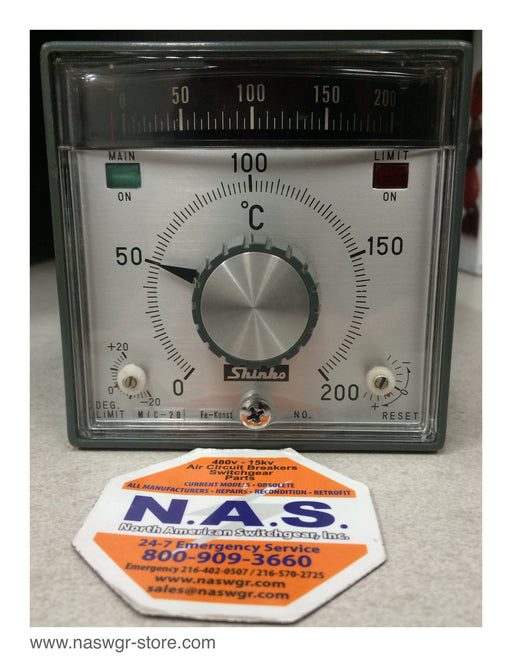 0 50 100 150 200
MAIN
LIMIT
ON
ON
100
°C
50
150
0
200
+20
-20
DEG.
LIMIT
Shinko
MIC-20
Fe-Konst
NO.
+
-
RESET
480v - 15kv
Air Circuit Breakers
Switchgear
Parts
CURRENT MODELS - OBSOLETE
ALL MANUFACTURERS - REPAIRS - RECONDITION - RETROFIT
N.A.S.
North American Switchgear, Inc.
24-7 Emergency Service
800-909-3660
Emergency 216-402-0507 / 216-570-2725
www.naswgr.com
sales@naswgr.com
www.naswgr-store.com